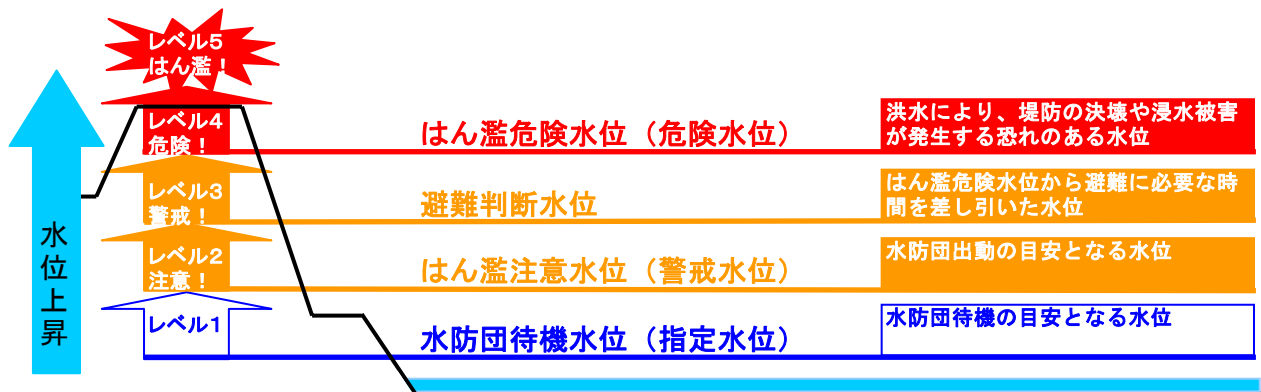 レベル5
はん濫！
レベル4
危険！
はん濫危険水位（危険水位）
洪水により、堤防の決壊や浸水被害
が発生する恐れのある水位
レベル3
警戒！
避難判断水位
はん濫危険水位から避難に必要な時
間を差し引いた水位
レベル2
注意！
はん濫注意水位（警戒水位）
水防団出動の目安となる水位
レベル1
水防団待機水位（指定水位）
水防団待機の目安となる水位
水位上昇